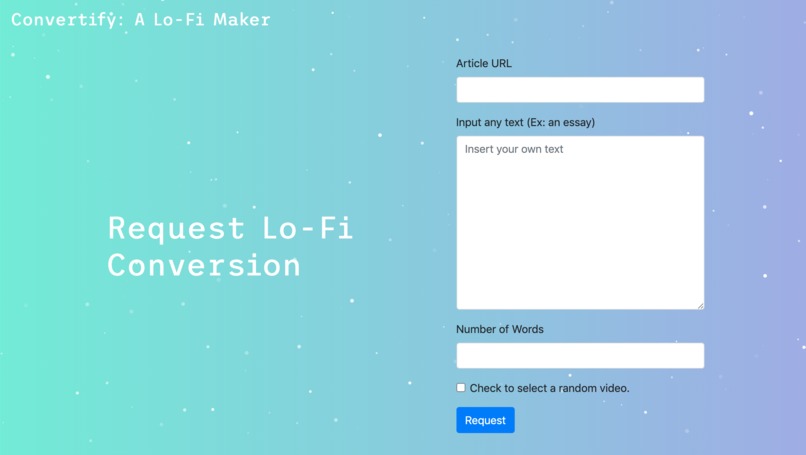 Convertify: A Lo-Fi Maker
Article URL
Input any text (Ex: an essay)
Insert your own text
Request Lo-Fi
Conversion
Number of Words
Check to select a random video.
Request